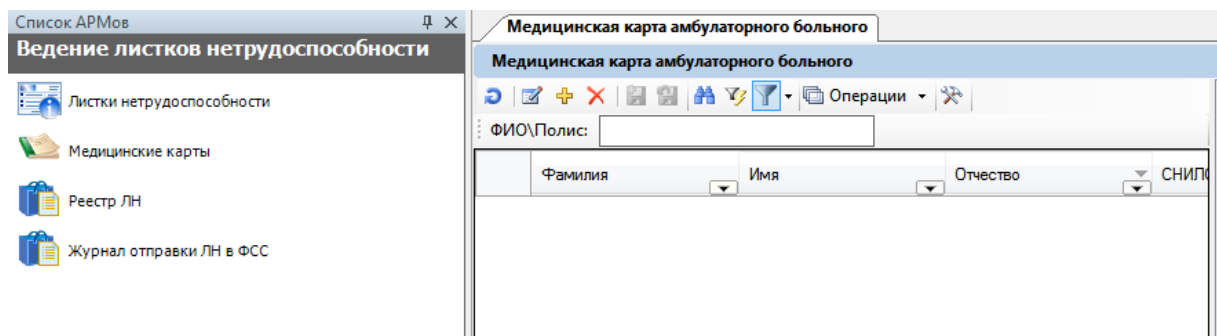 Список АРМов
Ведение листков нетрудоспособности
Листки нетрудоспособности
Медицинские карты
Реестр ЛН
Журнал отправки ЛН в ФСС
Медицинская карта амбулаторного больного
Медицинская карта амбулаторного больного
Операции
ФИО\Полис:
Фамилия Имя Отчество СНИЛС